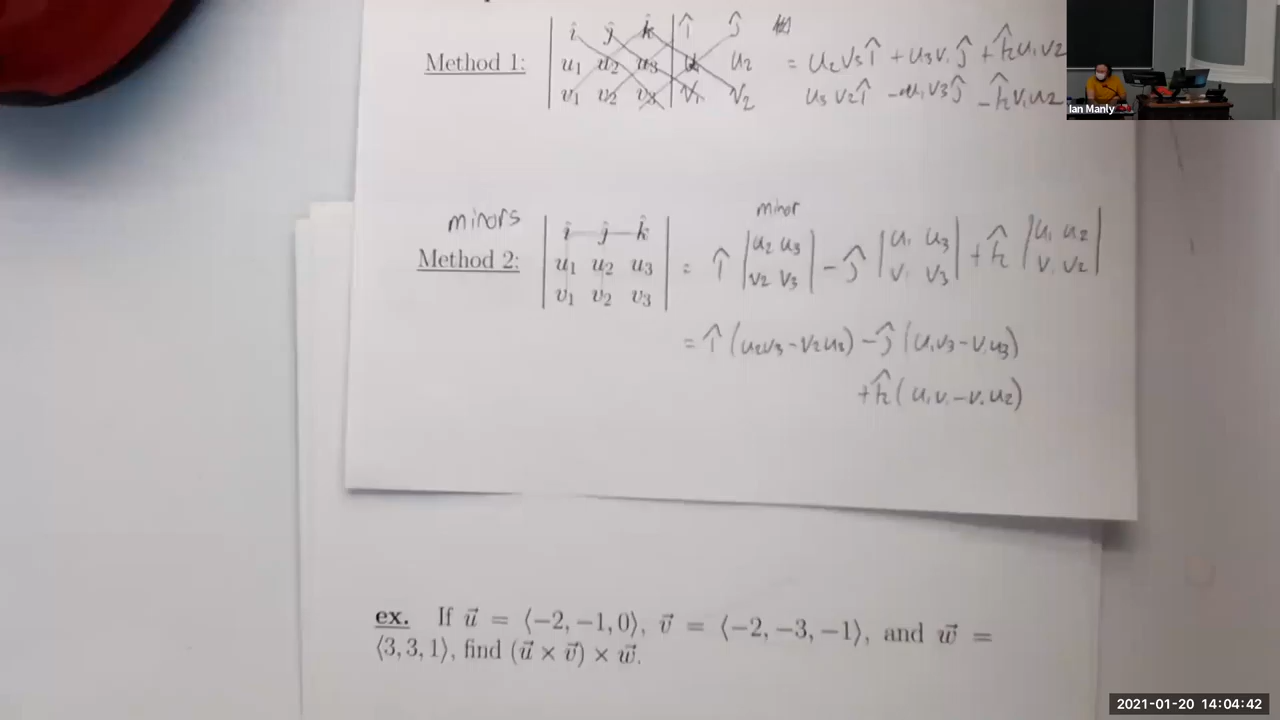 Method 1:
| î ĵ k̂ | î ĵ
u₁ u₂ u₃ u₂ = u₂v₃î + u₃v₁ĵ + k̂u₁v₂
v₁ v₂ v₃ v₁ v₂ u₃v₂î - u₁v₃ĵ - k̂v₁u₂
Ian Manly
minors
minor
Method 2:
| î ĵ k̂ |
| u₁ u₂ u₃ | = î |u₂ u₃| - ĵ |u₁ u₃| + k̂ |u₁ u₂|
| v₁ v₂ v₃ | |v₂ v₃| |v₁ v₃| |v₁ v₂|
= î (u₂v₃ - v₂u₃) - ĵ (u₁v₃ - v₁u₃)
+ k̂ (u₁v₁ - v₁u₂)
ex. If u⃗ = ⟨−2, −1, 0⟩, v⃗ = ⟨−2, −3, −1⟩, and w⃗ =
⟨3, 3, 1⟩, find (u⃗ × v⃗) × w⃗.
2021-01-20 14:04:42